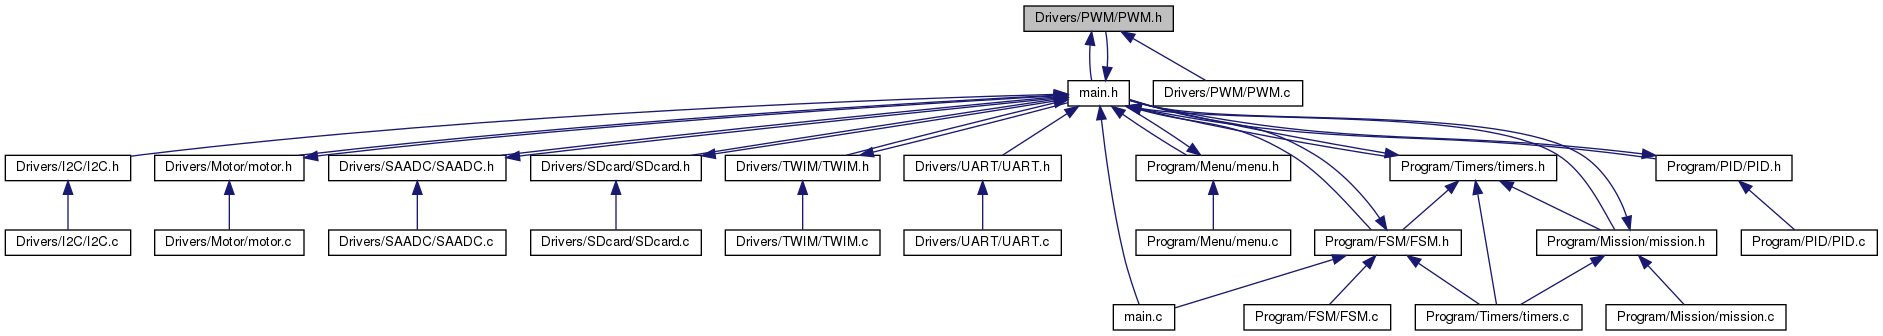 Drivers/PWM/PWM.h
main.h
Drivers/PWM/PWM.c
Drivers/I2C/I2C.h
Drivers/Motor/motor.h
Drivers/SAADC/SAADC.h
Drivers/SDcard/SDcard.h
Drivers/TWIM/TWIM.h
Drivers/UART/UART.h
Program/Menu/menu.h
Program/Timers/timers.h
Program/PID/PID.h
Drivers/I2C/I2C.c
Drivers/Motor/motor.c
Drivers/SAADC/SAADC.c
Drivers/SDcard/SDcard.c
Drivers/TWIM/TWIM.c
Drivers/UART/UART.c
Program/Menu/menu.c
Program/FSM/FSM.h
Program/Mission/mission.h
Program/PID/PID.c
main.c
Program/FSM/FSM.c
Program/Timers/timers.c
Program/Mission/mission.c